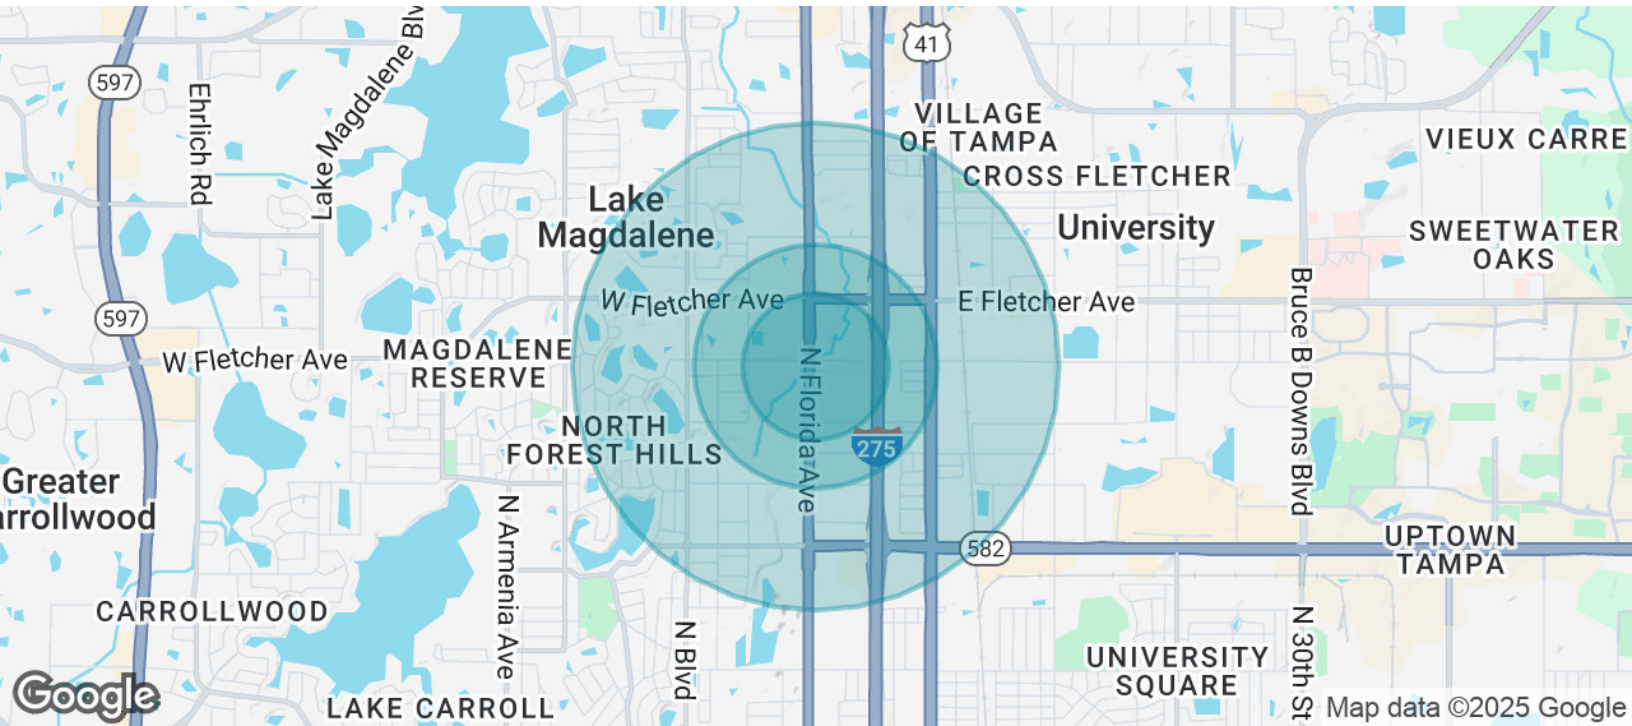 41
597
Ehrlich Rd
Lake Magdalene Blv
VILLAGE
OF TAMPA
VIEUX CARRE
CROSS FLETCHER
Lake
Magdalene
University
SWEETWATER
OAKS
W Fletcher Ave
E Fletcher Ave
597
W Fletcher Ave
MAGDALENE
RESERVE
N Florida Ave
Bruce B Downs Blvd
NORTH
FOREST HILLS
275
Greater
arrollwood
N Armenia Ave
582
UPTOWN
TAMPA
CARROLLWOOD
N Blvd
N 30th St
UNIVERSITY
SQUARE
Google
LAKE CARROLL
Map data ©2025 Google